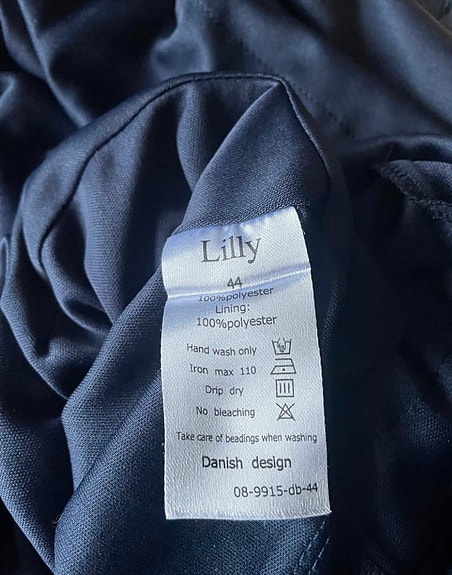 Lilly
44
100%polyester
Lining:
100%polyester
Hand wash only
Iron max 110
Drip dry
No bleaching
Take care of beadings when washing
Danish design
08-9915-db-44